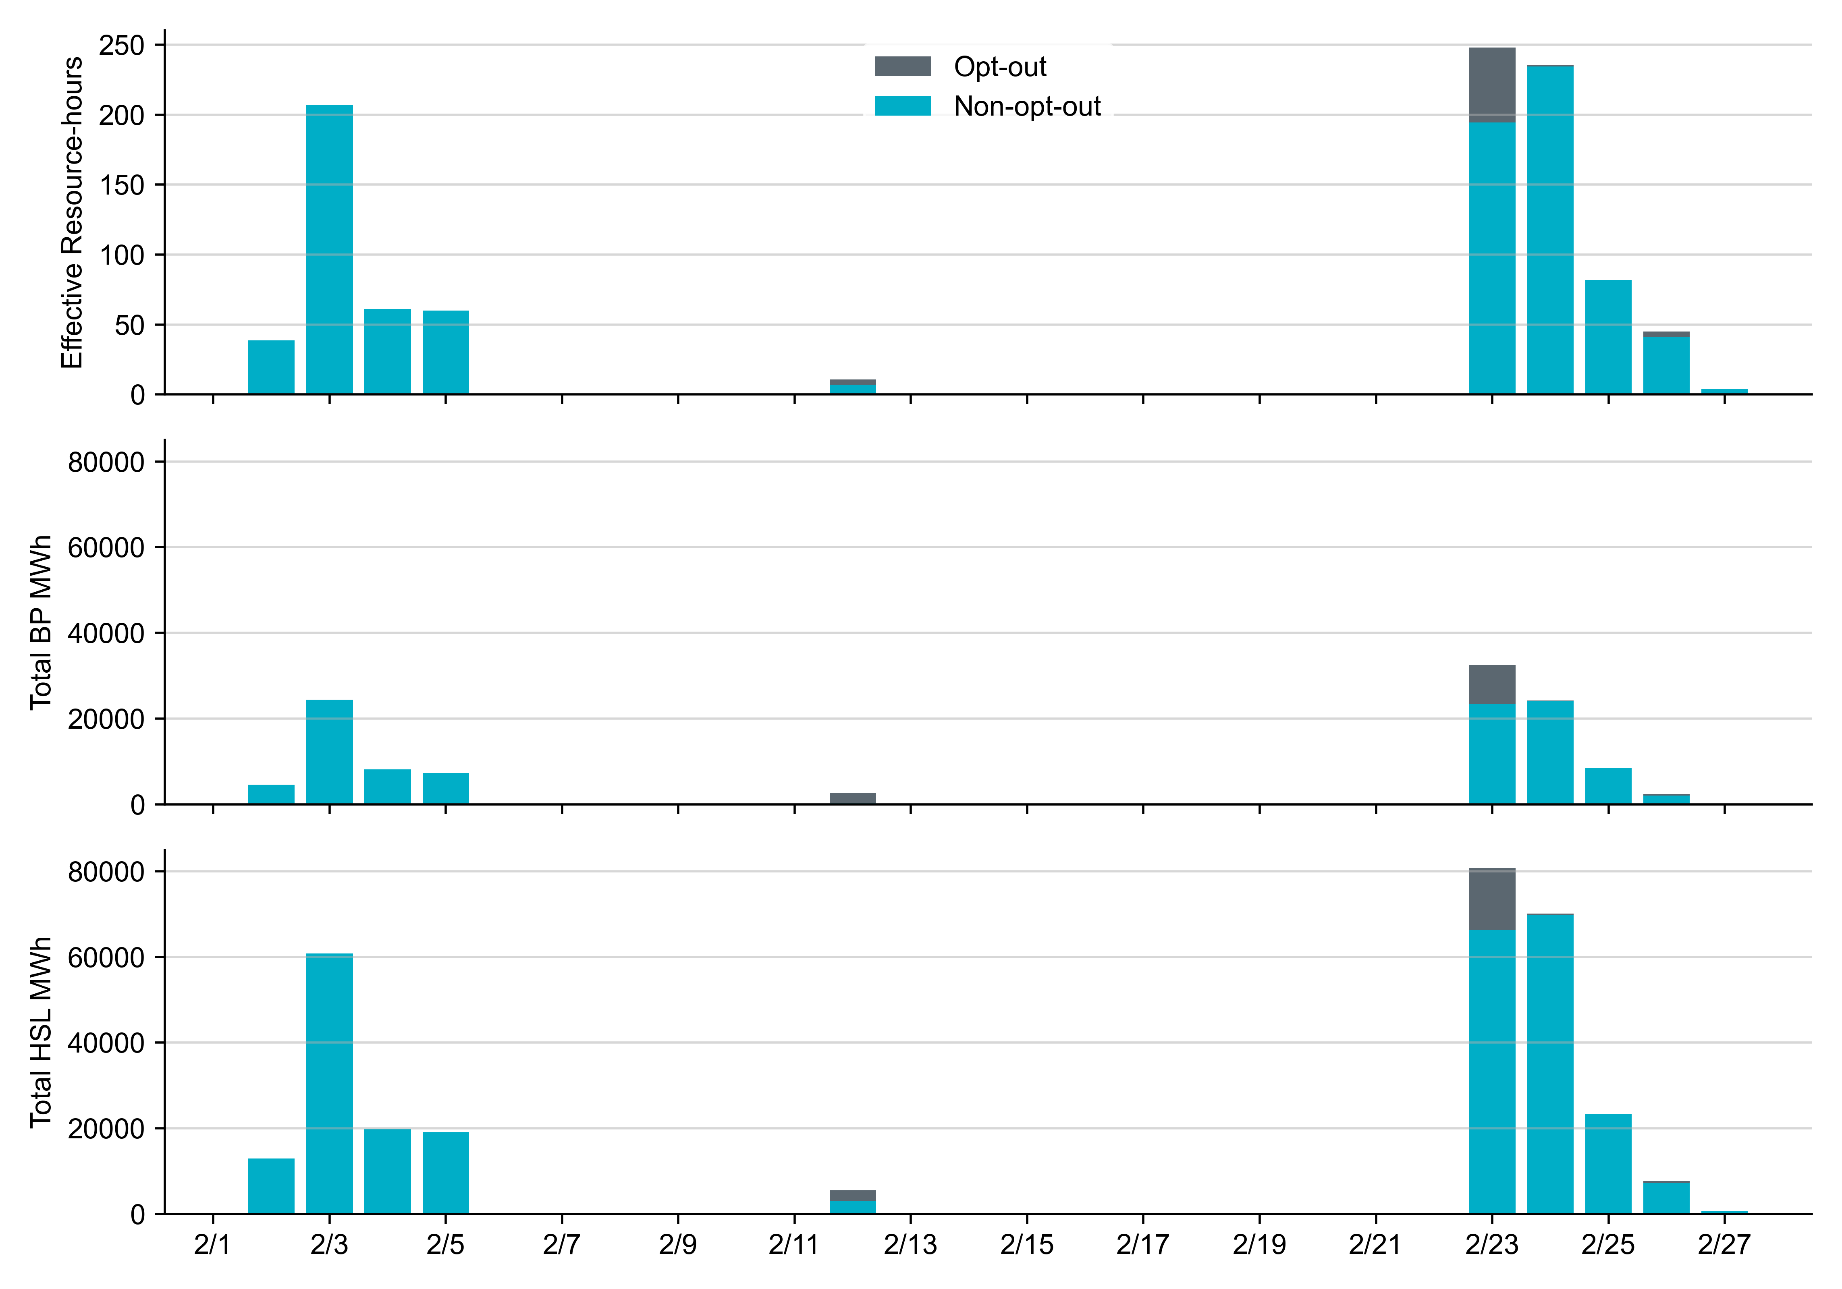 Effective Resource-hours
250
200
150
100
50
0
Opt-out
Non-opt-out
Total BP MWh
80000
60000
40000
20000
0
Total HSL MWh
80000
60000
40000
20000
0
2/1 2/3 2/5 2/7 2/9 2/11 2/13 2/15 2/17 2/19 2/21 2/23 2/25 2/27